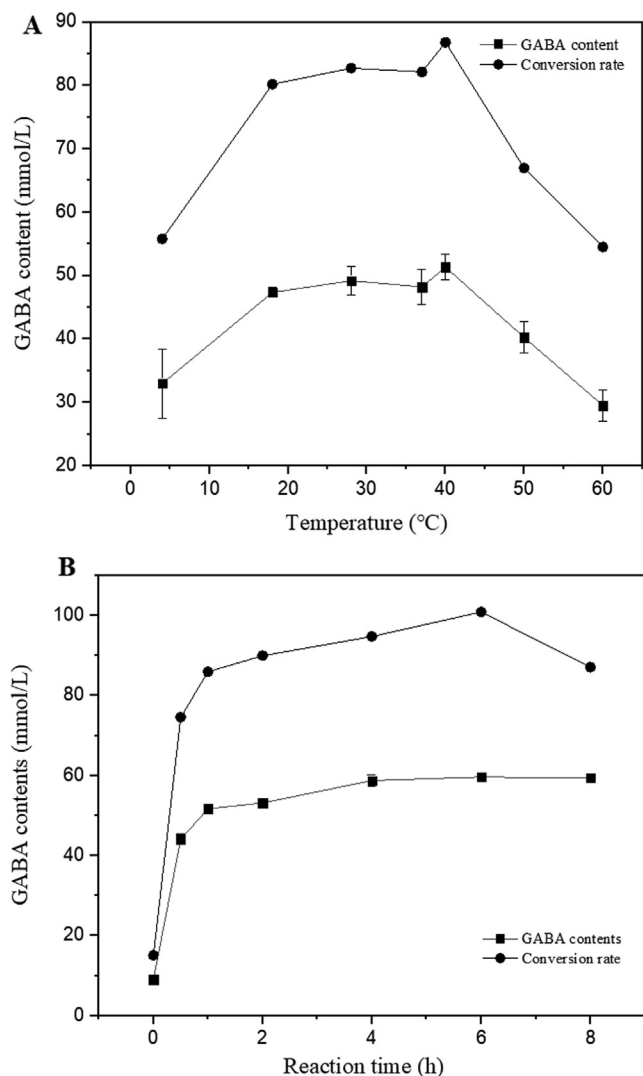 A
90
80
70
60
50
40
30
20
GABA content (mmol/L)
GABA content
Conversion rate
0 10 20 30 40 50 60
Temperature (℃)
B
100
80
60
40
20
0
GABA contents (mmol/L)
GABA contents
Conversion rate
0 2 4 6 8
Reaction time (h)